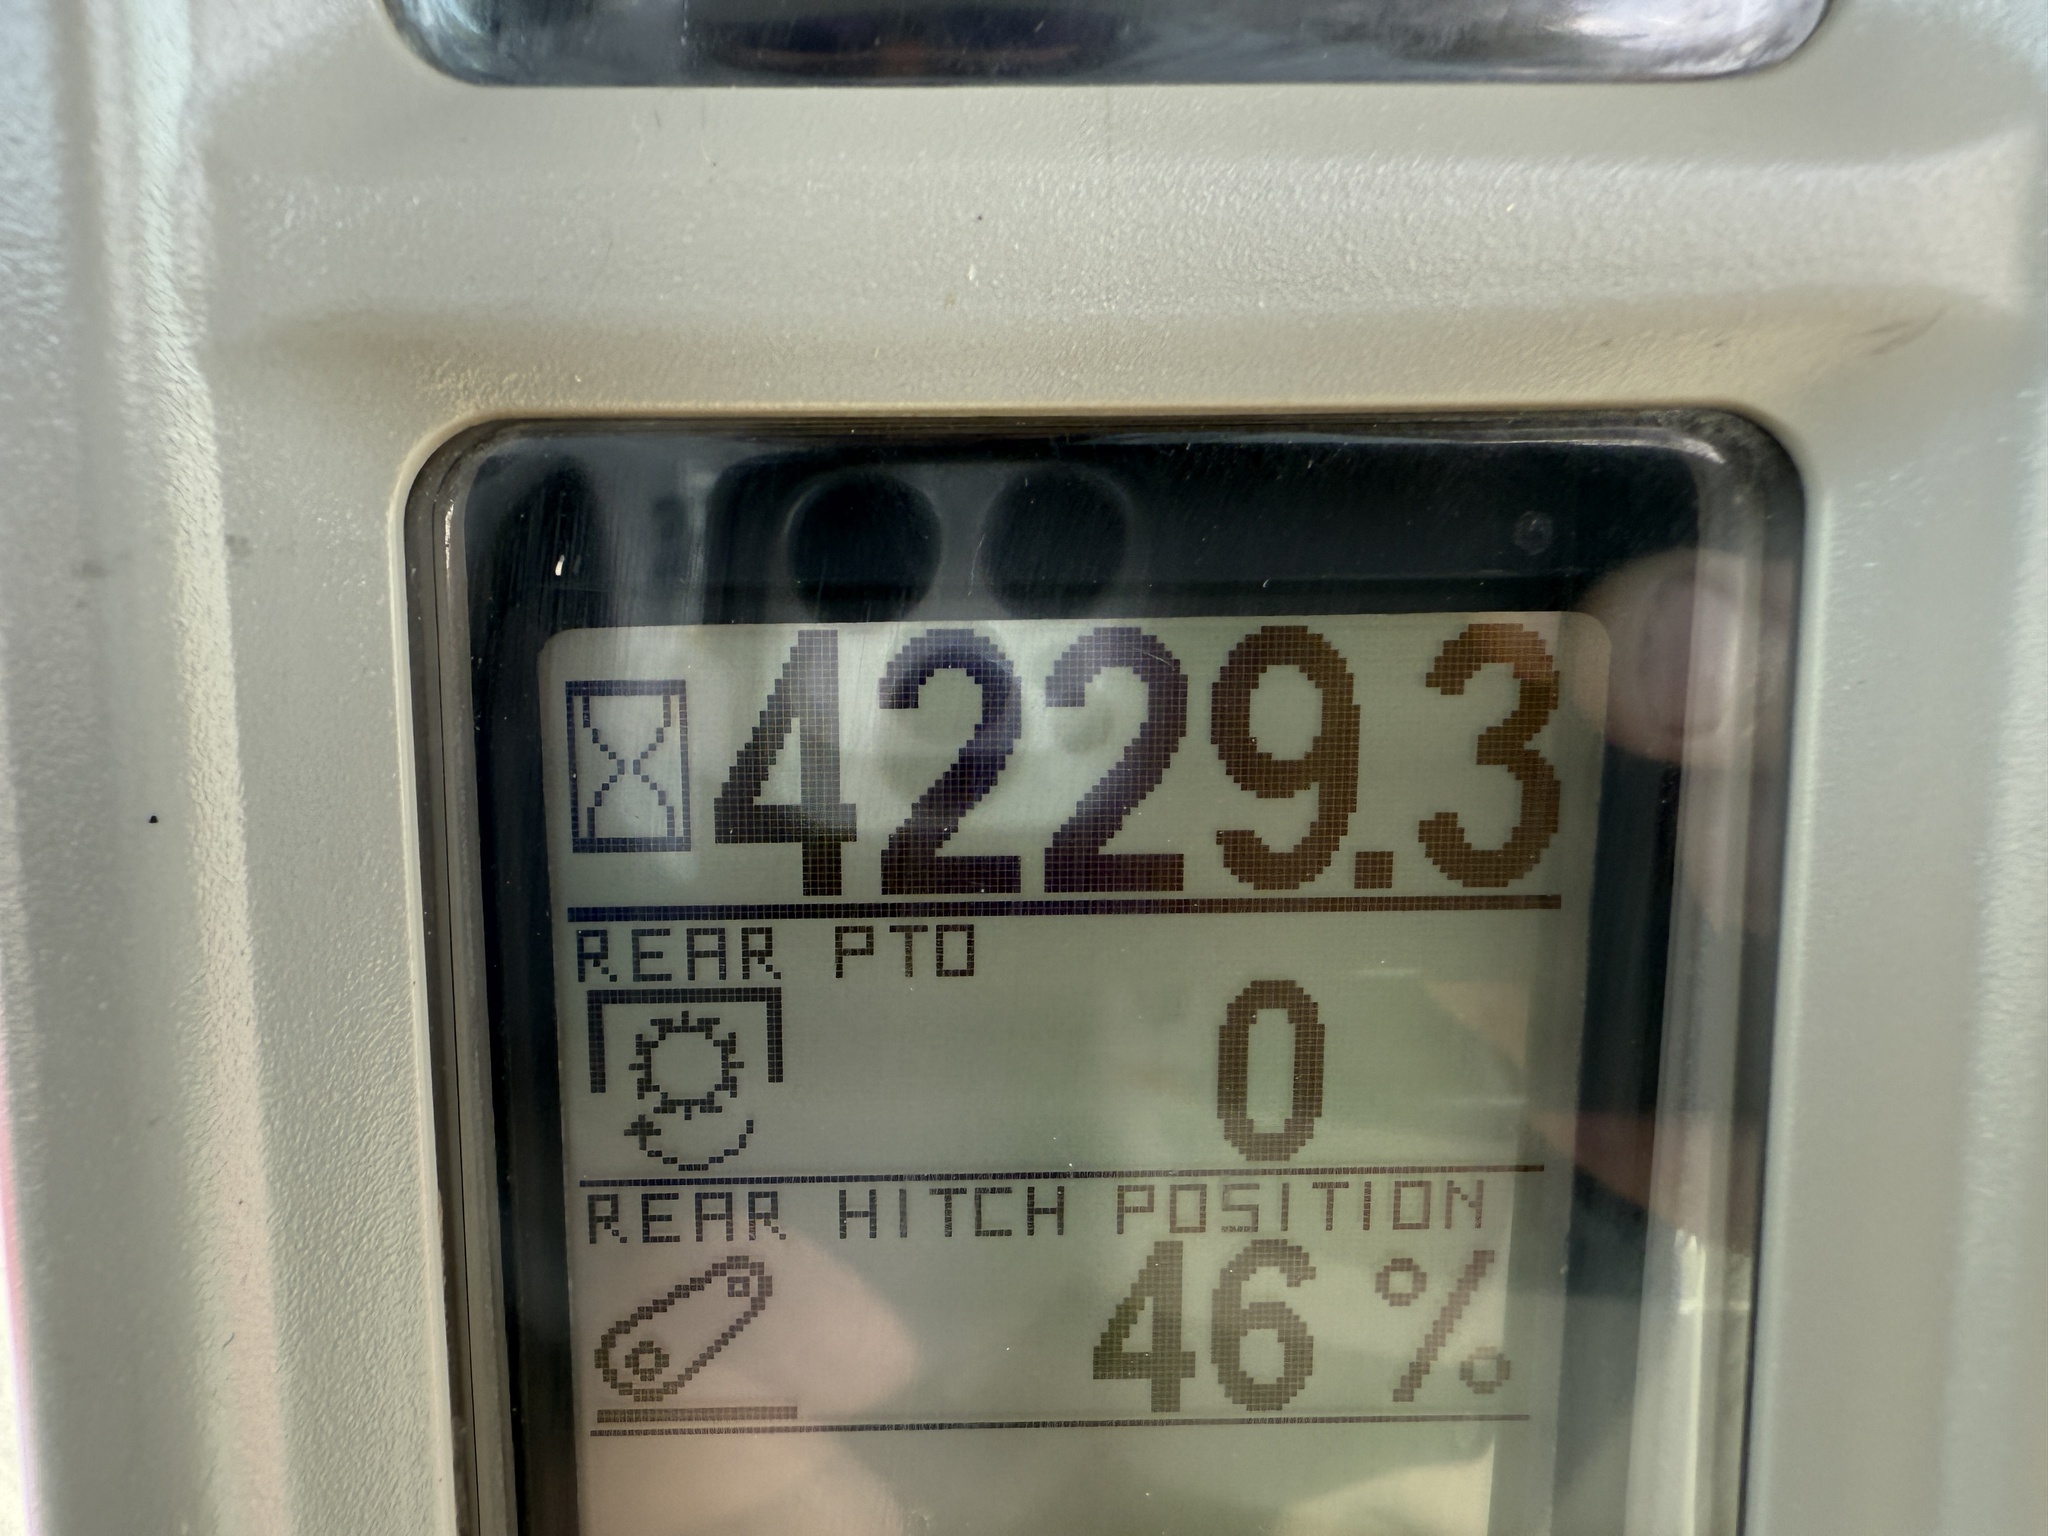 4229.3
REAR PTO
0
REAR HITCH POSITION
46 %